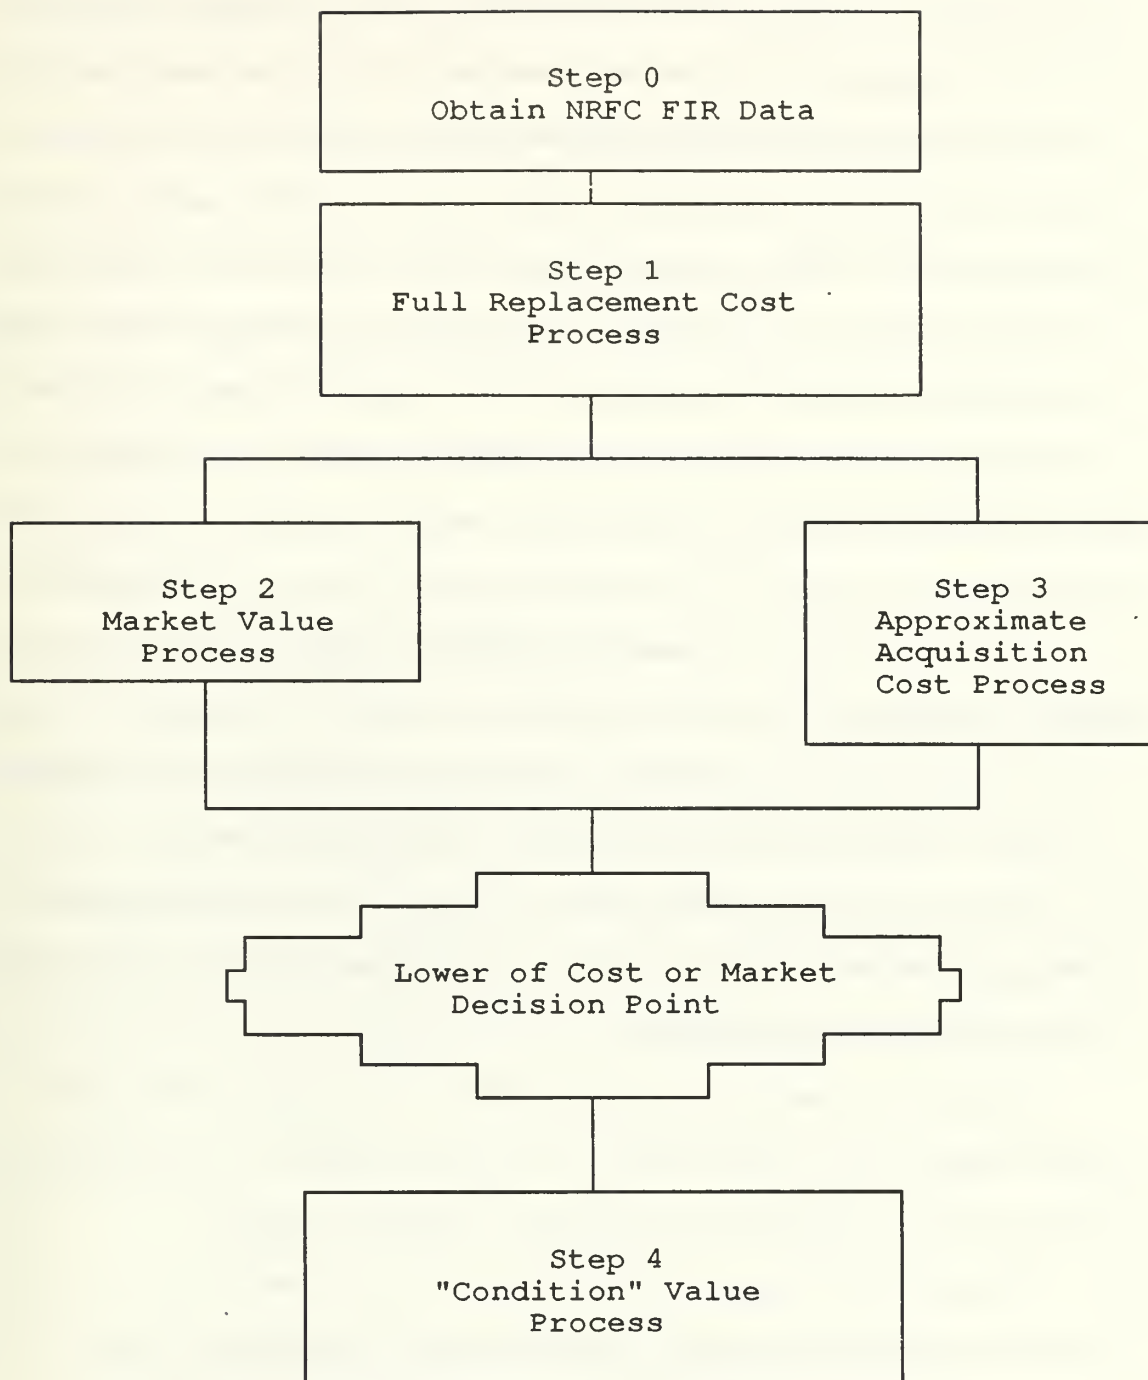 Step 0
Obtain NRFC FIR Data
Step 1
Full Replacement Cost
Process
Step 2
Market Value
Process
Step 3
Approximate
Acquisition
Cost Process
Lower of Cost or Market
Decision Point
Step 4
"Condition" Value
Process